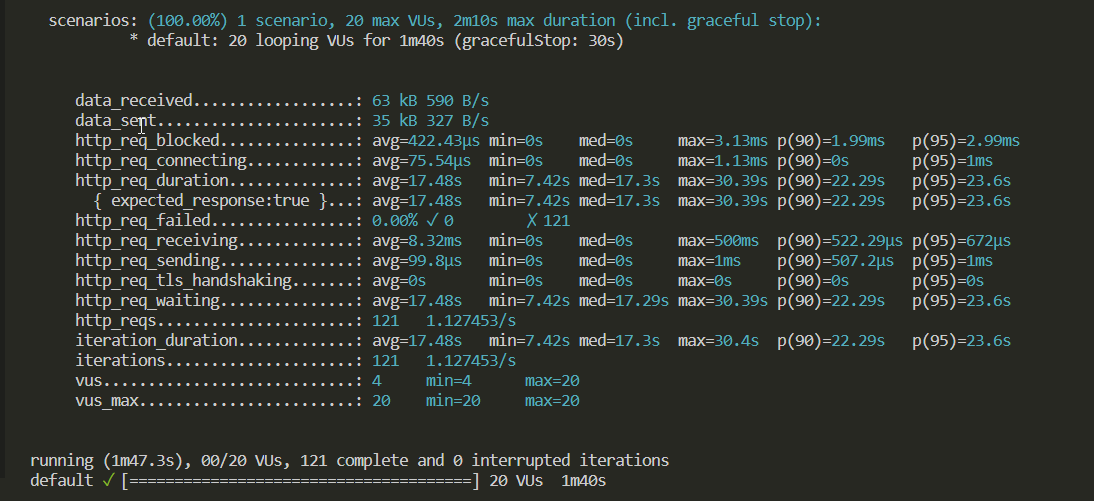 scenarios: (100.00%) 1 scenario, 20 max VUs, 2m10s max duration (incl. graceful stop):
* default: 20 looping VUs for 1m40s (gracefulStop: 30s)
data_received..................: 63 kB 590 B/s
data_sent......................: 35 kB 327 B/s
http_req_blocked...............: avg=422.43µs min=0s med=0s max=3.13ms p(90)=1.99ms p(95)=2.99ms
http_req_connecting............: avg=75.54µs min=0s med=0s max=1.13ms p(90)=0s p(95)=1ms
http_req_duration..............: avg=17.48s min=7.42s med=17.3s max=30.39s p(90)=22.29s p(95)=23.6s
{ expected_response:true }...: avg=17.48s min=7.42s med=17.3s max=30.39s p(90)=22.29s p(95)=23.6s
http_req_failed................: 0.00% ✓ 0 ✗ 121
http_req_receiving.............: avg=8.32ms min=0s med=0s max=500ms p(90)=522.29µs p(95)=672µs
http_req_sending...............: avg=99.8µs min=0s med=0s max=1ms p(90)=507.2µs p(95)=1ms
http_req_tls_handshaking.......: avg=0s min=0s med=0s max=0s p(90)=0s p(95)=0s
http_req_waiting...............: avg=17.48s min=7.42s med=17.29s max=30.39s p(90)=22.29s p(95)=23.6s
http_reqs......................: 121 1.127453/s
iteration_duration.............: avg=17.48s min=7.42s med=17.3s max=30.4s p(90)=22.29s p(95)=23.6s
iterations.....................: 121 1.127453/s
vus............................: 4 min=4 max=20
vus_max........................: 20 min=20 max=20
running (1m47.3s), 00/20 VUs, 121 complete and 0 interrupted iterations
default ✓ [======================================] 20 VUs 1m40s